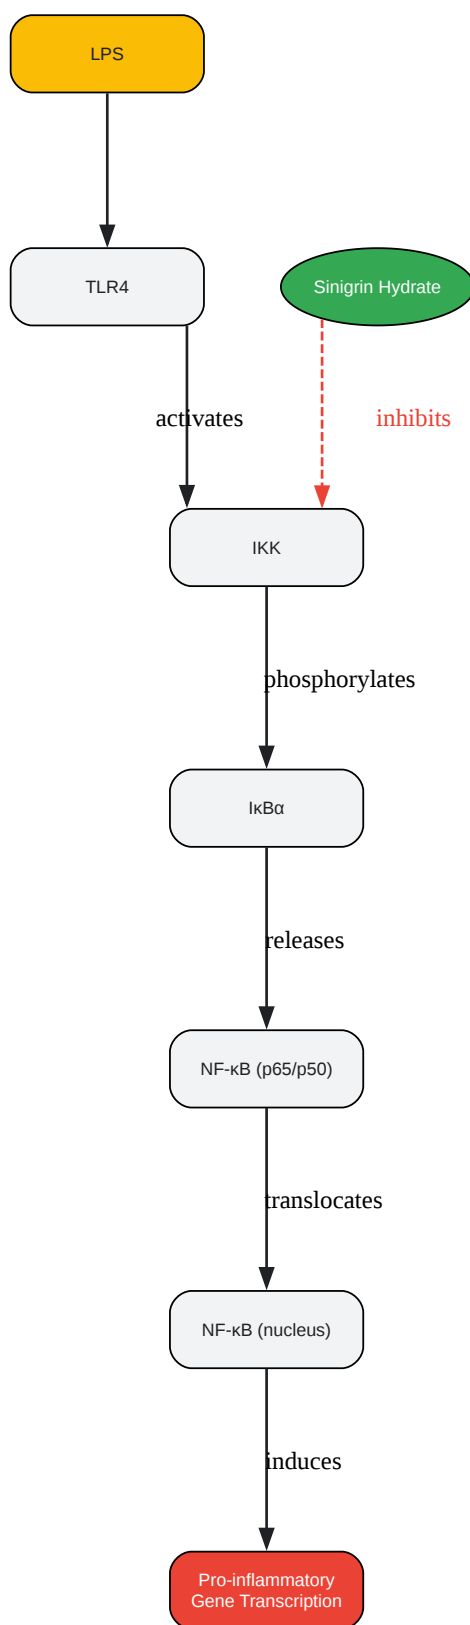 LPS
TLR4
Sinigrin Hydrate
activates
inhibits
IKK
phosphorylates
IκBα
releases
NF-κB (p65/p50)
translocates
NF-κB (nucleus)
induces
Pro-inflammatory
Gene Transcription